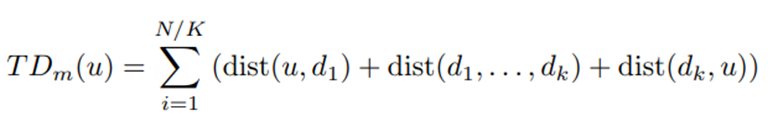 $TD_m(u) = \sum_{i=1}^{N/K} (\text{dist}(u, d_1) + \text{dist}(d_1, \ldots, d_k) + \text{dist}(d_k, u))$